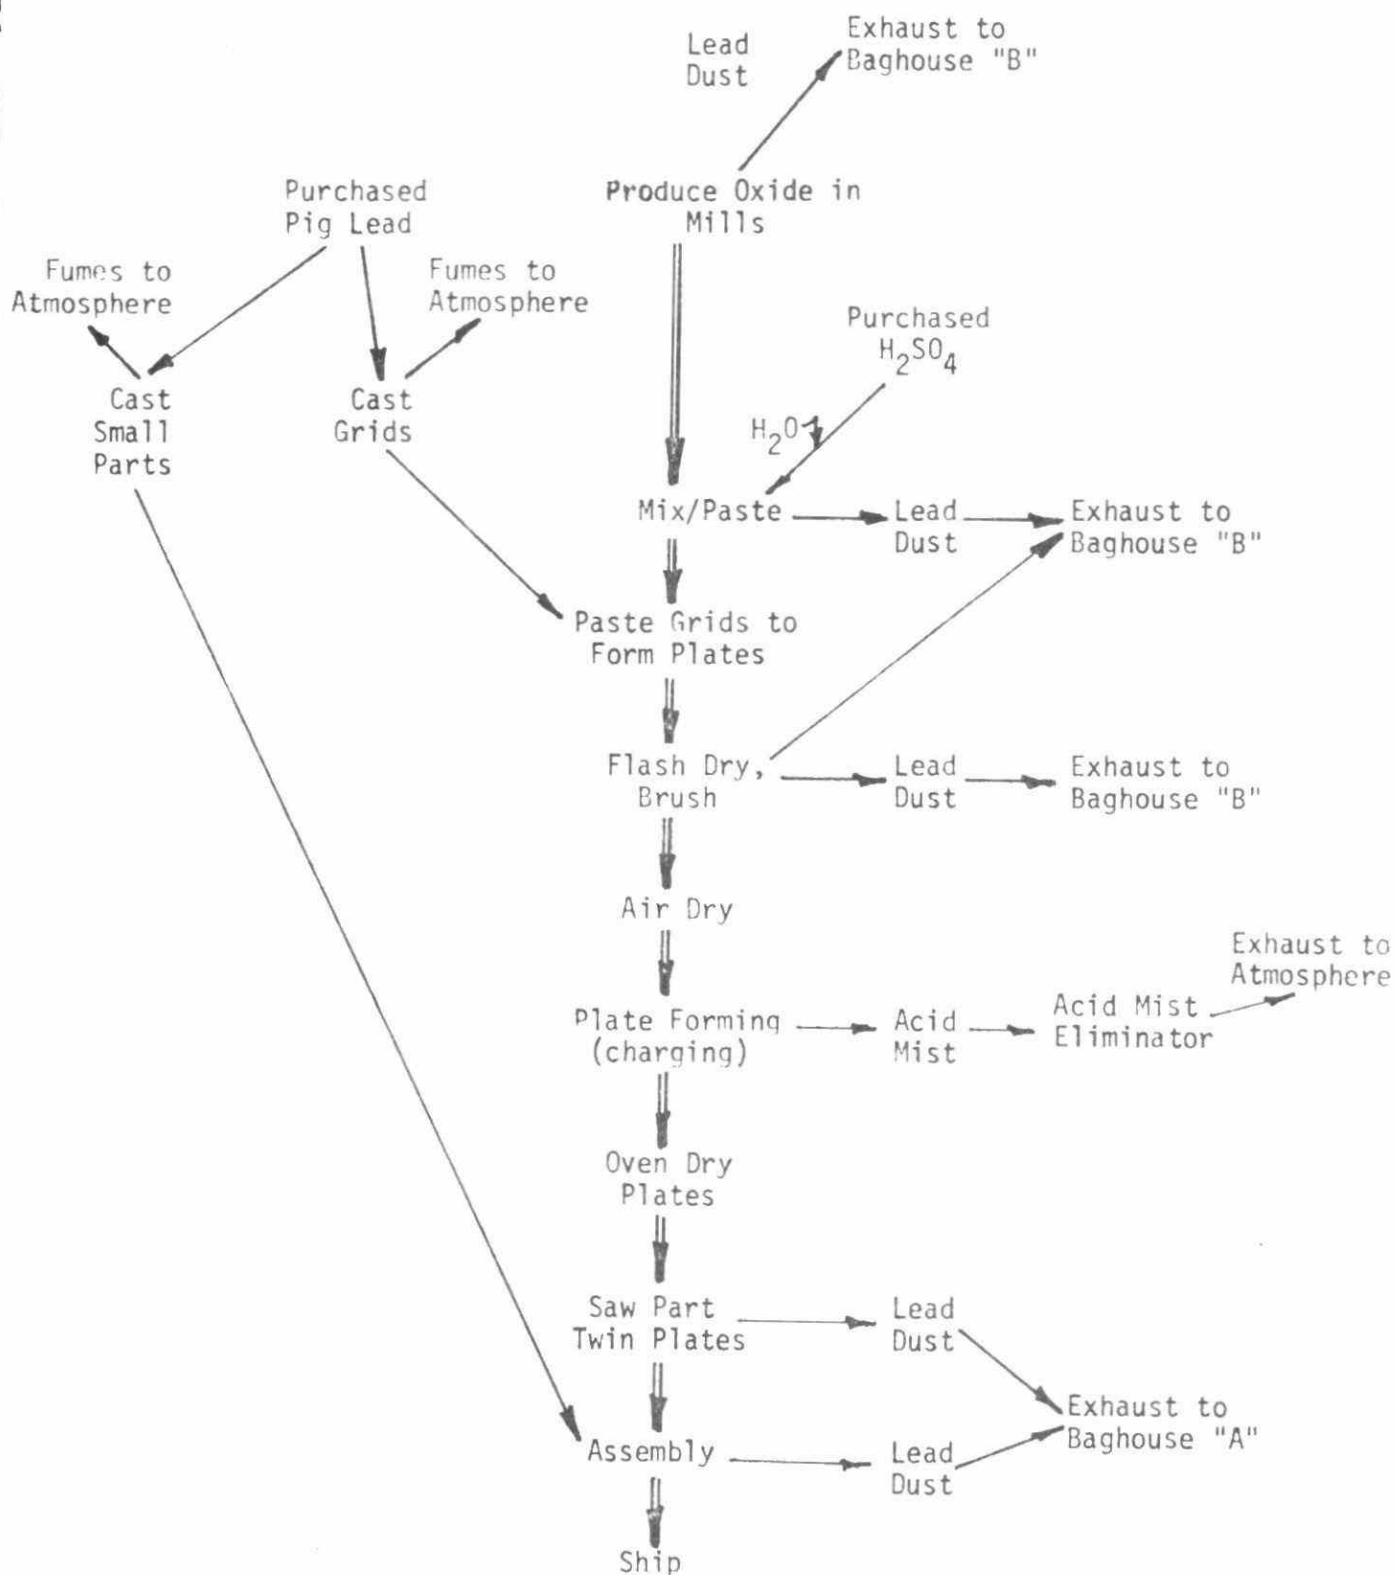 Lead
Dust
Exhaust to
Baghouse "B"
Purchased
Pig Lead
Produce Oxide in
Mills
Fumes to
Atmosphere
Fumes to
Atmosphere
Purchased
H2SO4
Cast
Small
Parts
Cast
Grids
H2O
Mix/Paste
Lead
Dust
Exhaust to
Baghouse "B"
Paste Grids to
Form Plates
Flash Dry,
Brush
Lead
Dust
Exhaust to
Baghouse "B"
Air Dry
Exhaust to
Atmosphere
Plate Forming
(charging)
Acid
Mist
Acid Mist
Eliminator
Oven Dry
Plates
Saw Part
Twin Plates
Lead
Dust
Exhaust to
Baghouse "A"
Assembly
Lead
Dust
Ship